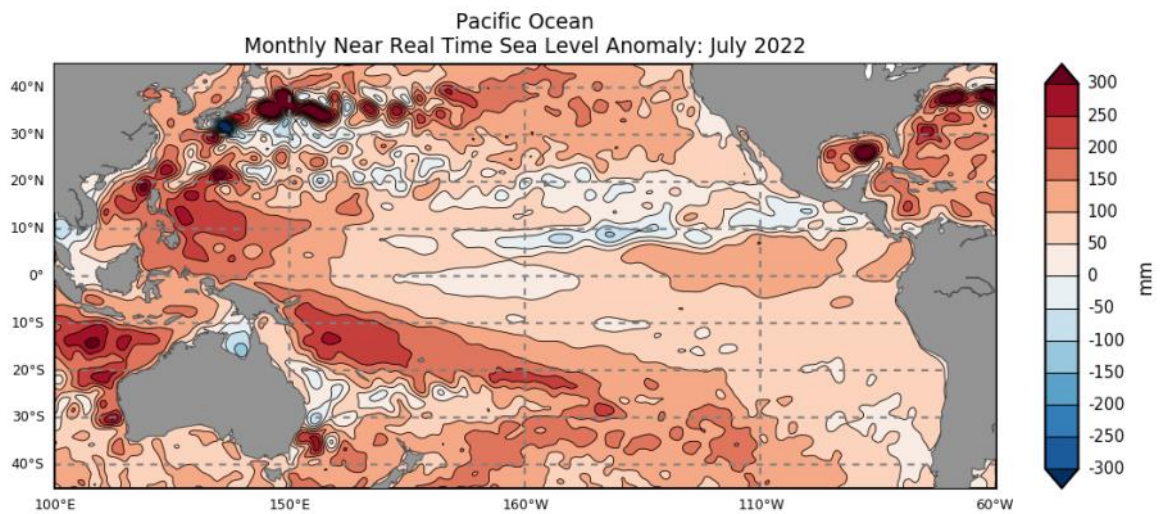 Pacific Ocean
Monthly Near Real Time Sea Level Anomaly: July 2022
40°N
30°N
20°N
10°N
0°
10°S
20°S
30°S
40°S
100°E 150°E 160°W 110°W 60°W
300
250
200
150
100
50
0
-50
-100
-150
-200
-250
-300
mm